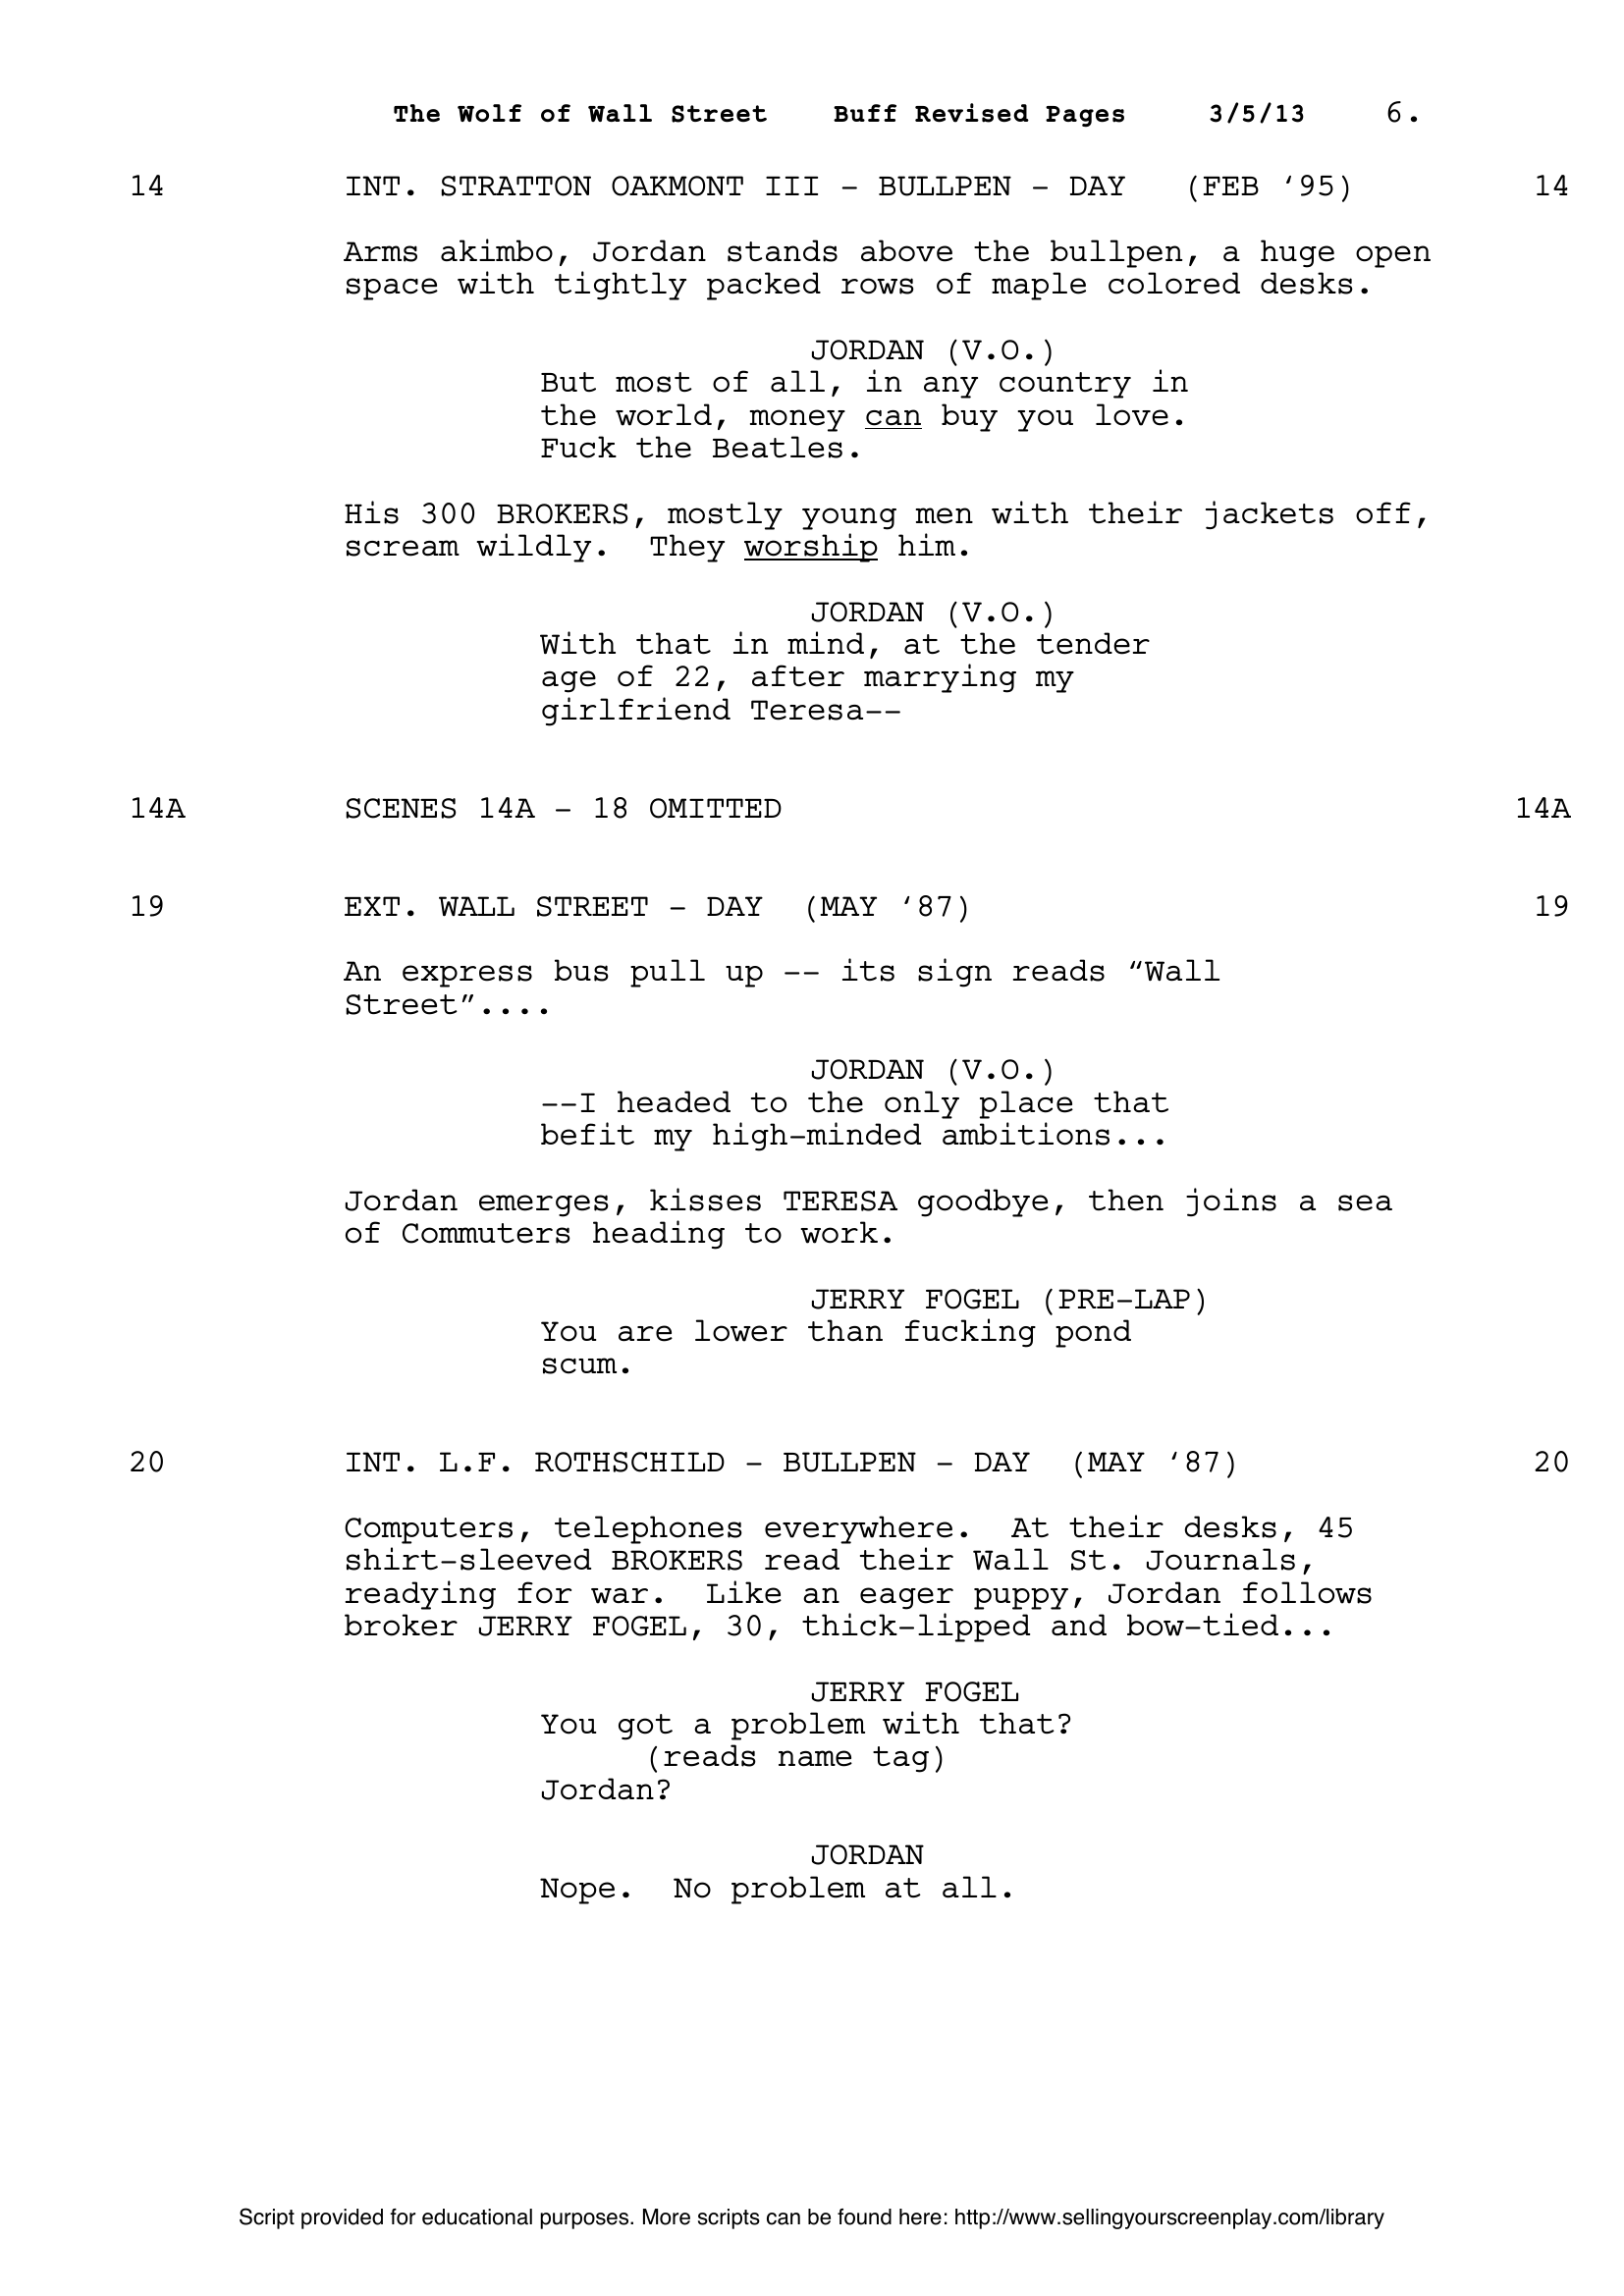 The Wolf of Wall Street    Buff Revised Pages    3/5/13    6.
14    INT. STRATTON OAKMONT III - BULLPEN - DAY   (FEB ‘95)    14
Arms akimbo, Jordan stands above the bullpen, a huge open
space with tightly packed rows of maple colored desks.
JORDAN (V.O.)
But most of all, in any country in
the world, money can buy you love.
Fuck the Beatles.
His 300 BROKERS, mostly young men with their jackets off,
scream wildly.  They worship him.
JORDAN (V.O.)
With that in mind, at the tender
age of 22, after marrying my
girlfriend Teresa--
14A    SCENES 14A - 18 OMITTED    14A
19    EXT. WALL STREET - DAY  (MAY ‘87)    19
An express bus pull up -- its sign reads “Wall
Street”....
JORDAN (V.O.)
--I headed to the only place that
befit my high-minded ambitions...
Jordan emerges, kisses TERESA goodbye, then joins a sea
of Commuters heading to work.
JERRY FOGEL (PRE-LAP)
You are lower than fucking pond
scum.
20    INT. L.F. ROTHSCHILD - BULLPEN - DAY  (MAY ‘87)    20
Computers, telephones everywhere.  At their desks, 45
shirt-sleeved BROKERS read their Wall St. Journals,
readying for war.  Like an eager puppy, Jordan follows
broker JERRY FOGEL, 30, thick-lipped and bow-tied...
JERRY FOGEL
You got a problem with that?
(reads name tag)
Jordan?
JORDAN
Nope.  No problem at all.
Script provided for educational purposes. More scripts can be found here: http://www.sellingyourscreenplay.com/library